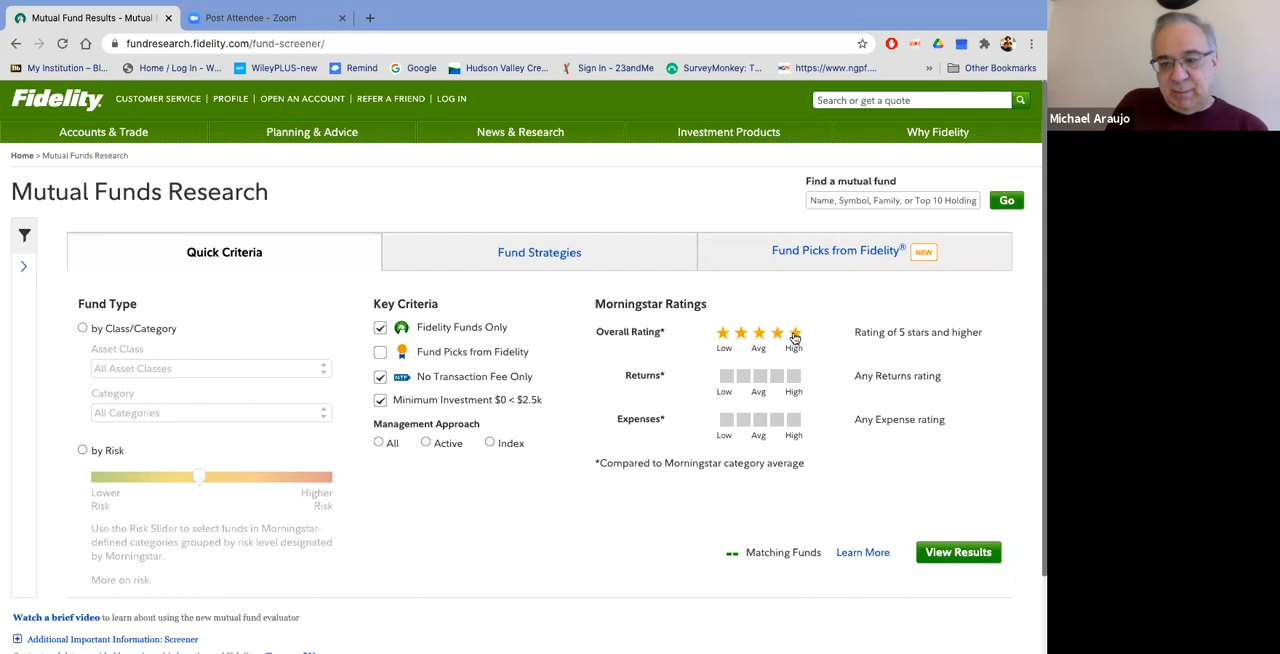 Mutual Fund Results - Mutual
Post Attendee - Zoom
fundresearch.fidelity.com/fund-screener/
My Institution – Bl...
Home / Log In - W...
WileyPLUS-new
Remind
Google
Hudson Valley Cre...
Sign In - 23andMe
SurveyMonkey: T...
https://www.ngpf....
Other Bookmarks
Fidelity
CUSTOMER SERVICE | PROFILE | OPEN AN ACCOUNT | REFER A FRIEND | LOG IN
Search or get a quote
Michael Araujo
Accounts & Trade
Planning & Advice
News & Research
Investment Products
Why Fidelity
Home > Mutual Funds Research
Mutual Funds Research
Find a mutual fund
Name, Symbol, Family, or Top 10 Holding
Go
Quick Criteria
Fund Strategies
Fund Picks from Fidelity®
NEW
Fund Type
by Class/Category
Asset Class
All Asset Classes
Category
All Categories
by Risk
Lower Risk
Higher Risk
Use the Risk Slider to select funds in Morningstar-
defined categories grouped by risk level designated
by Morningstar.
More on risk.
Key Criteria
Fidelity Funds Only
Fund Picks from Fidelity
NTF
No Transaction Fee Only
Minimum Investment $0 < $2.5k
Management Approach
All
Active
Index
Morningstar Ratings
Overall Rating*
Low
Avg
High
Rating of 5 stars and higher
Returns*
Low
Avg
High
Any Returns rating
Expenses*
Low
Avg
High
Any Expense rating
*Compared to Morningstar category average
-- Matching Funds
Learn More
View Results
Watch a brief video to learn about using the new mutual fund evaluator
Additional Important Information: Screener